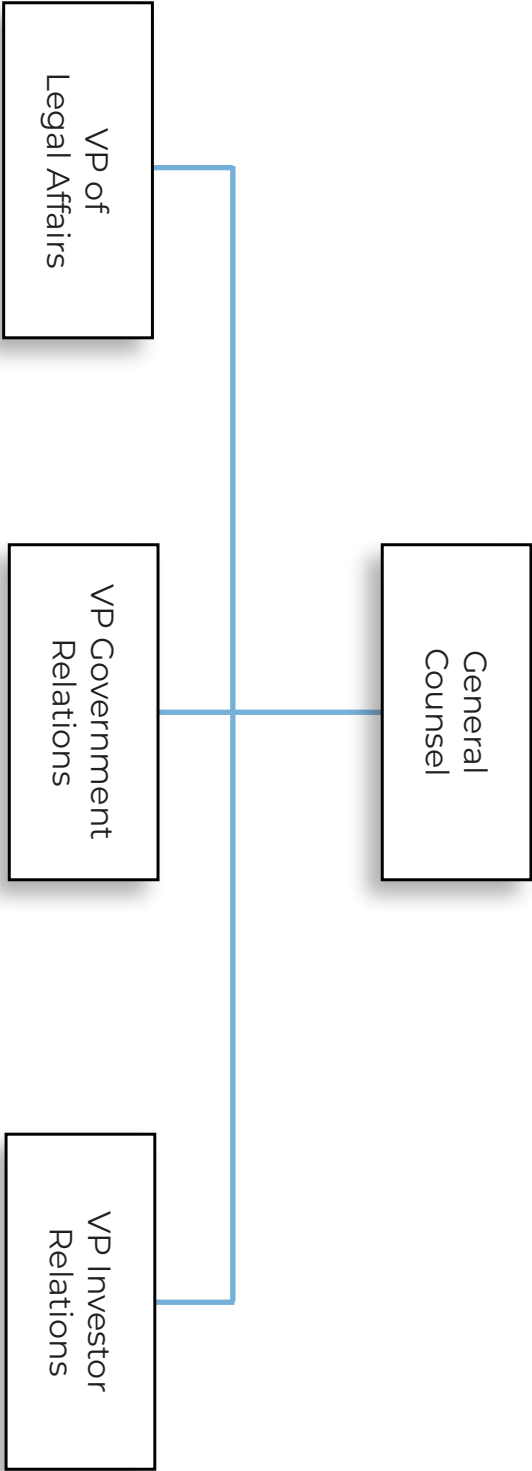 General
Counsel
VP of
Legal Affairs
VP Government
Relations
VP Investor
Relations